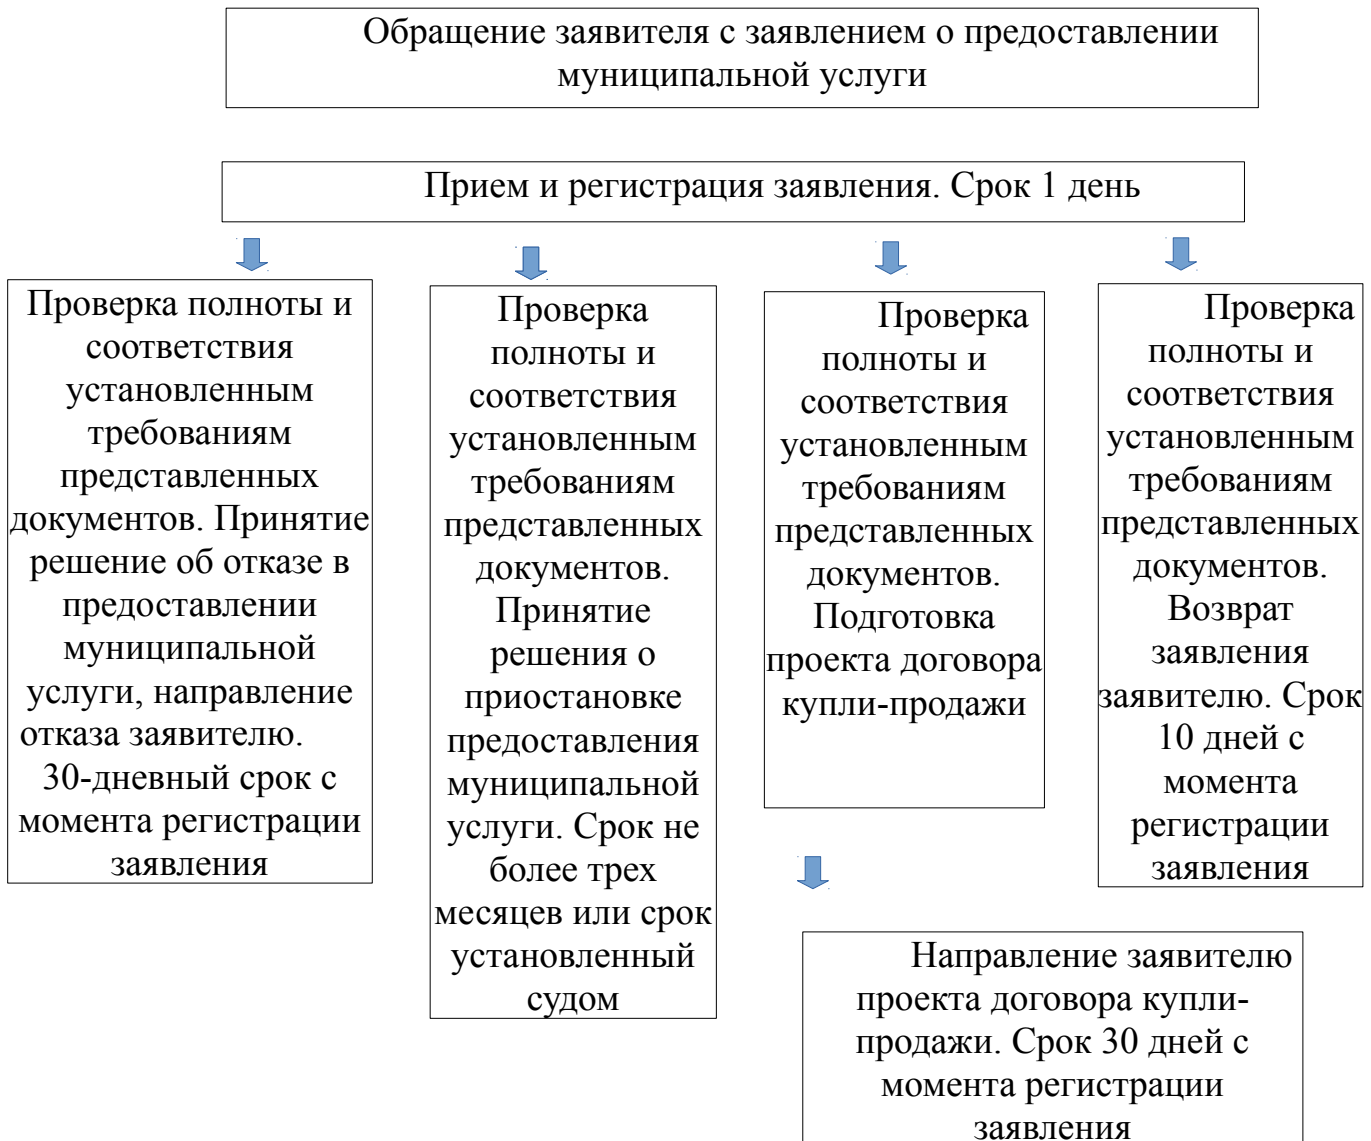 Обращение заявителя с заявлением о предоставлении
муниципальной услуги
Прием и регистрация заявления. Срок 1 день
Проверка полноты и
соответствия
установленным
требованиям
представленных
документов. Принятие
решение об отказе в
предоставлении
муниципальной
услуги, направление
отказа заявителю.
30-дневный срок с
момента регистрации
заявления
Проверка
полноты и
соответствия
установленным
требованиям
представленных
документов.
Принятие
решения о
приостановке
предоставления
муниципальной
услуги. Срок не
более трех
месяцев или срок
установленный
судом
Проверка
полноты и
соответствия
установленным
требованиям
представленных
документов.
Подготовка
проекта договора
купли-продажи
Проверка
полноты и
соответствия
установленным
требованиям
представленных
документов.
Возврат
заявления
заявителю. Срок
10 дней с
момента
регистрации
заявления
Направление заявителю
проекта договора купли-
продажи. Срок 30 дней с
момента регистрации
заявления